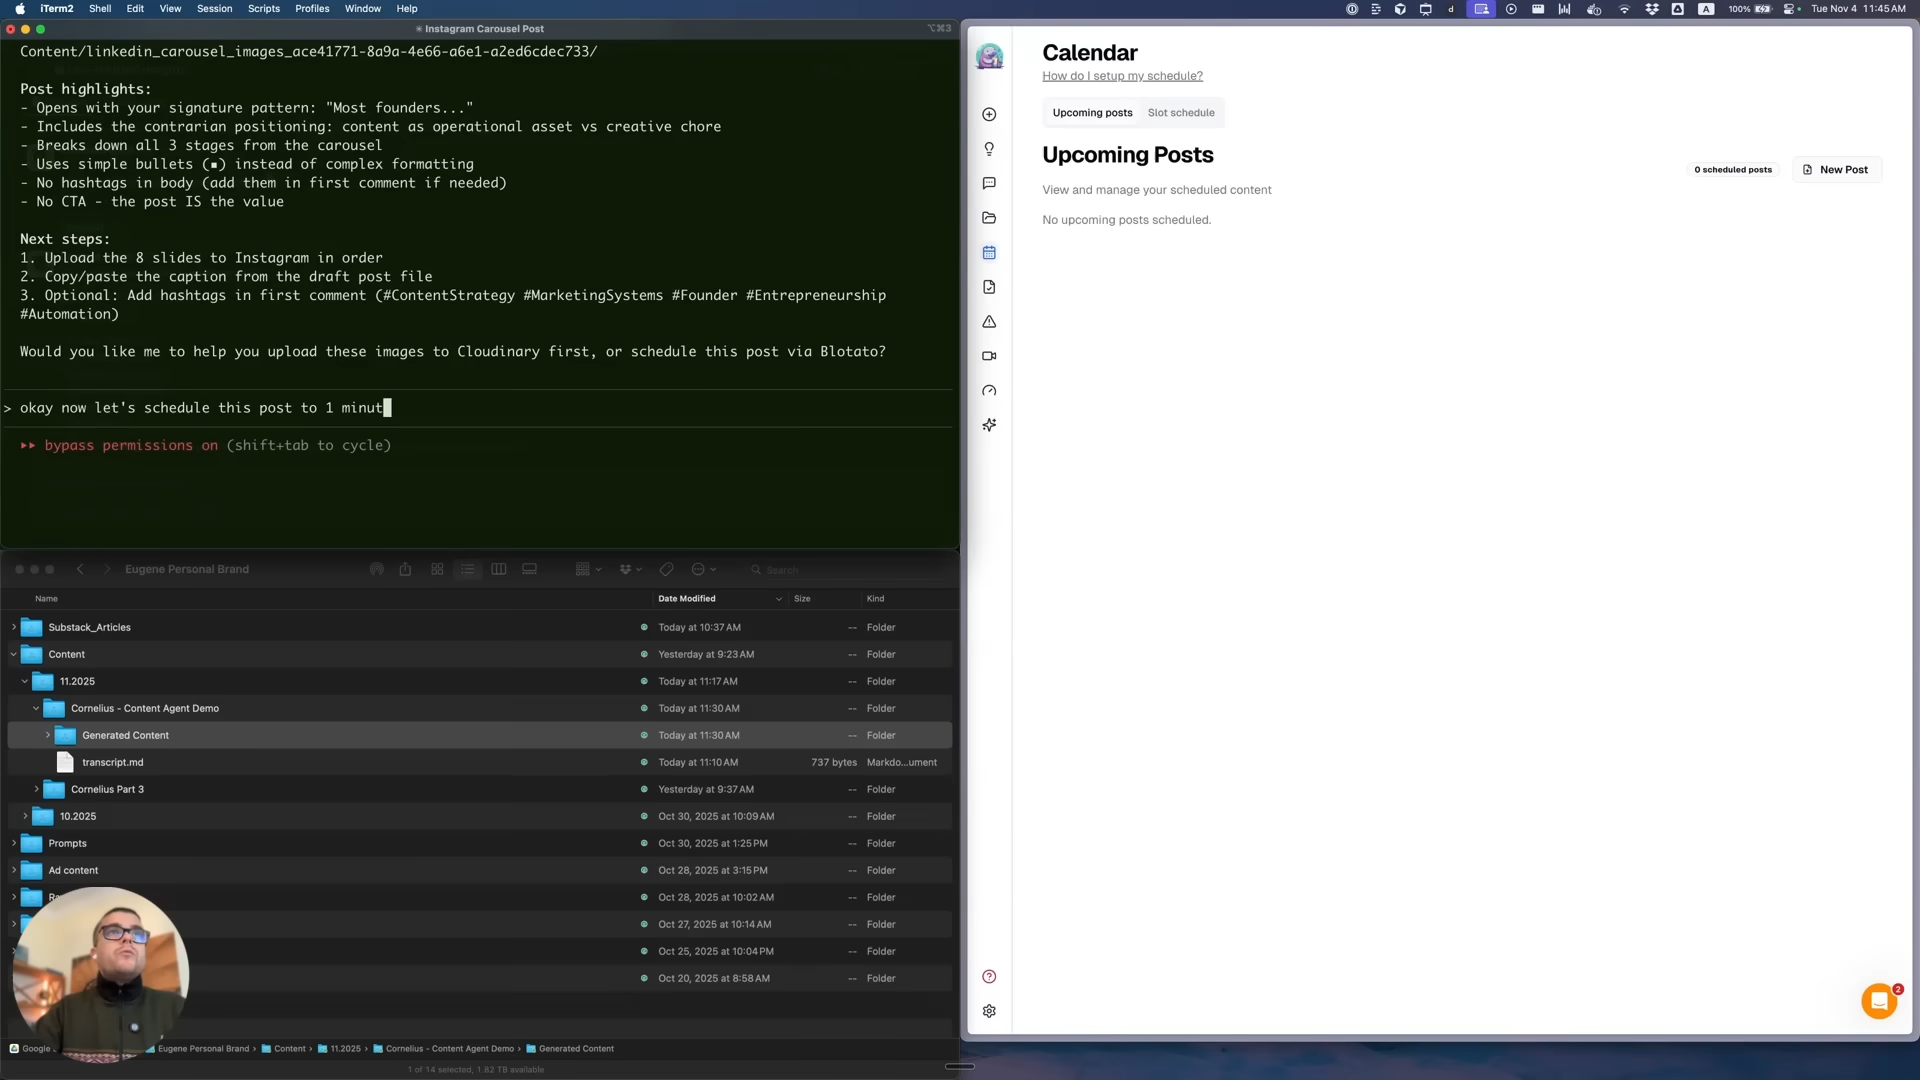 iTerm2 Shell Edit View Session Scripts Profiles Window Help
100% Tue Nov 4 11:45 AM
Instagram Carousel Post
⌥⌘3
Content/linkedin_carousel_images_ace41771-8a9a-4e66-a6e1-a2ed6cdec733/
Post highlights:
- Opens with your signature pattern: "Most founders..."
- Includes the contrarian positioning: content as operational asset vs creative chore
- Breaks down all 3 stages from the carousel
- Uses simple bullets (▪) instead of complex formatting
- No hashtags in body (add them in first comment if needed)
- No CTA - the post IS the value
Next steps:
1. Upload the 8 slides to Instagram in order
2. Copy/paste the caption from the draft post file
3. Optional: Add hashtags in first comment (#ContentStrategy #MarketingSystems #Founder #Entrepreneurship
#Automation)
Would you like me to help you upload these images to Cloudinary first, or schedule this post via Blotato?
> okay now let's schedule this post to 1 minut
bypass permissions on (shift+tab to cycle)
Eugene Personal Brand
Search
Name Date Modified Size Kind
Substack_Articles Today at 10:37 AM -- Folder
Content Yesterday at 9:23 AM -- Folder
11.2025 Today at 11:17 AM -- Folder
Cornelius - Content Agent Demo Today at 11:30 AM -- Folder
Generated Content Today at 11:30 AM -- Folder
transcript.md Today at 11:10 AM 737 bytes Markdo...ument
Cornelius Part 3 Yesterday at 9:37 AM -- Folder
10.2025 Oct 30, 2025 at 10:09 AM -- Folder
Prompts Oct 30, 2025 at 1:25 PM -- Folder
Ad content Oct 28, 2025 at 3:15 PM -- Folder
Oct 28, 2025 at 10:02 AM -- Folder
Oct 27, 2025 at 10:14 AM -- Folder
Oct 25, 2025 at 10:04 PM -- Folder
Oct 20, 2025 at 8:58 AM -- Folder
Google Eugene Personal Brand › Content › 11.2025 › Cornelius - Content Agent Demo › Generated Content
1 of 14 selected, 1.82 TB available
Calendar
How do I setup my schedule?
Upcoming posts Slot schedule
Upcoming Posts
0 scheduled posts
New Post
View and manage your scheduled content
No upcoming posts scheduled.
2